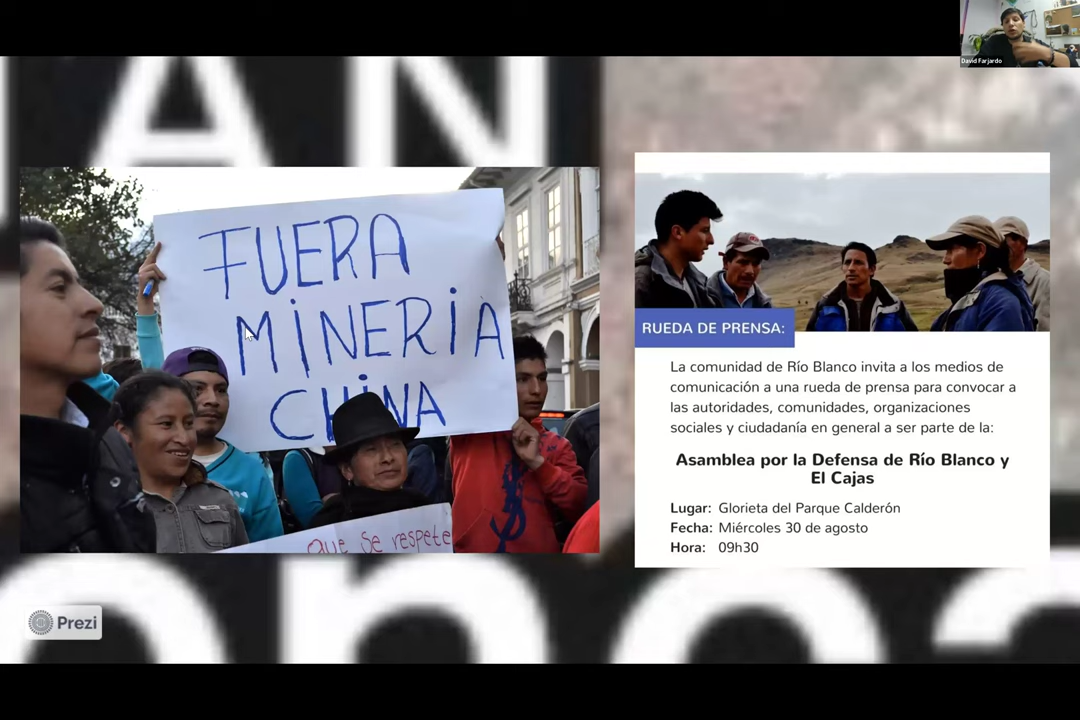 David Farjardo
FUERA
MiNERiA
CHiNA
que se respete
RUEDA DE PRENSA:
La comunidad de Río Blanco invita a los medios de
comunicación a una rueda de prensa para convocar a
las autoridades, comunidades, organizaciones
sociales y ciudadanía en general a ser parte de la:
Asamblea por la Defensa de Río Blanco y
El Cajas
Lugar: Glorieta del Parque Calderón
Fecha: Miércoles 30 de agosto
Hora: 09h30
Prezi